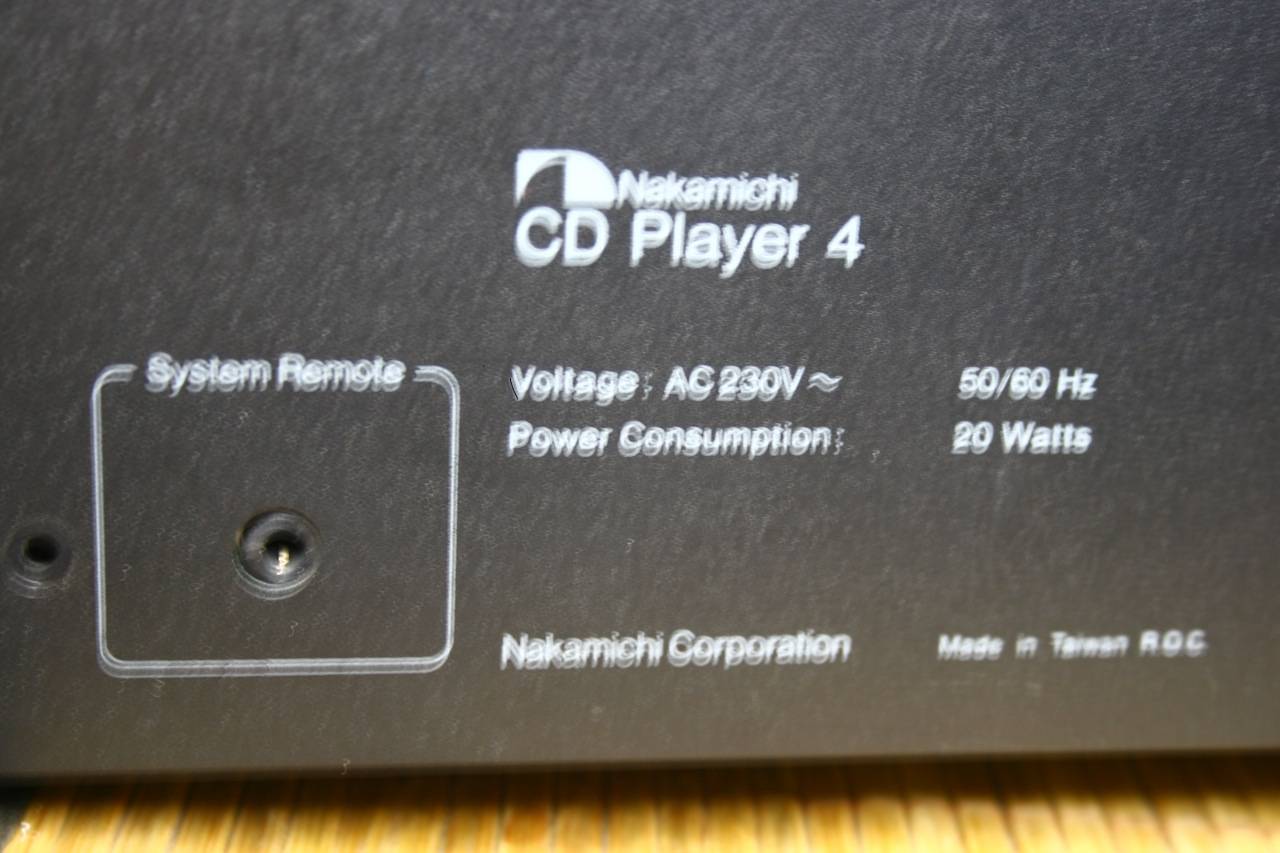 Nakamichi
CD Player 4
System Remote
Voltage: AC 230V ~ 50/60 Hz
Power Consumption: 20 Watts
Nakamichi Corporation Made in Taiwan R.O.C.